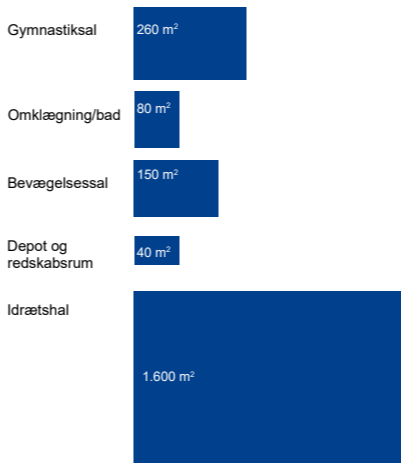 Gymnastiksal
260 m²
Omklægning/bad
80 m²
Bevægelsessal
150 m²
Depot og
redskabsrum
40 m²
Idrætshal
1.600 m²